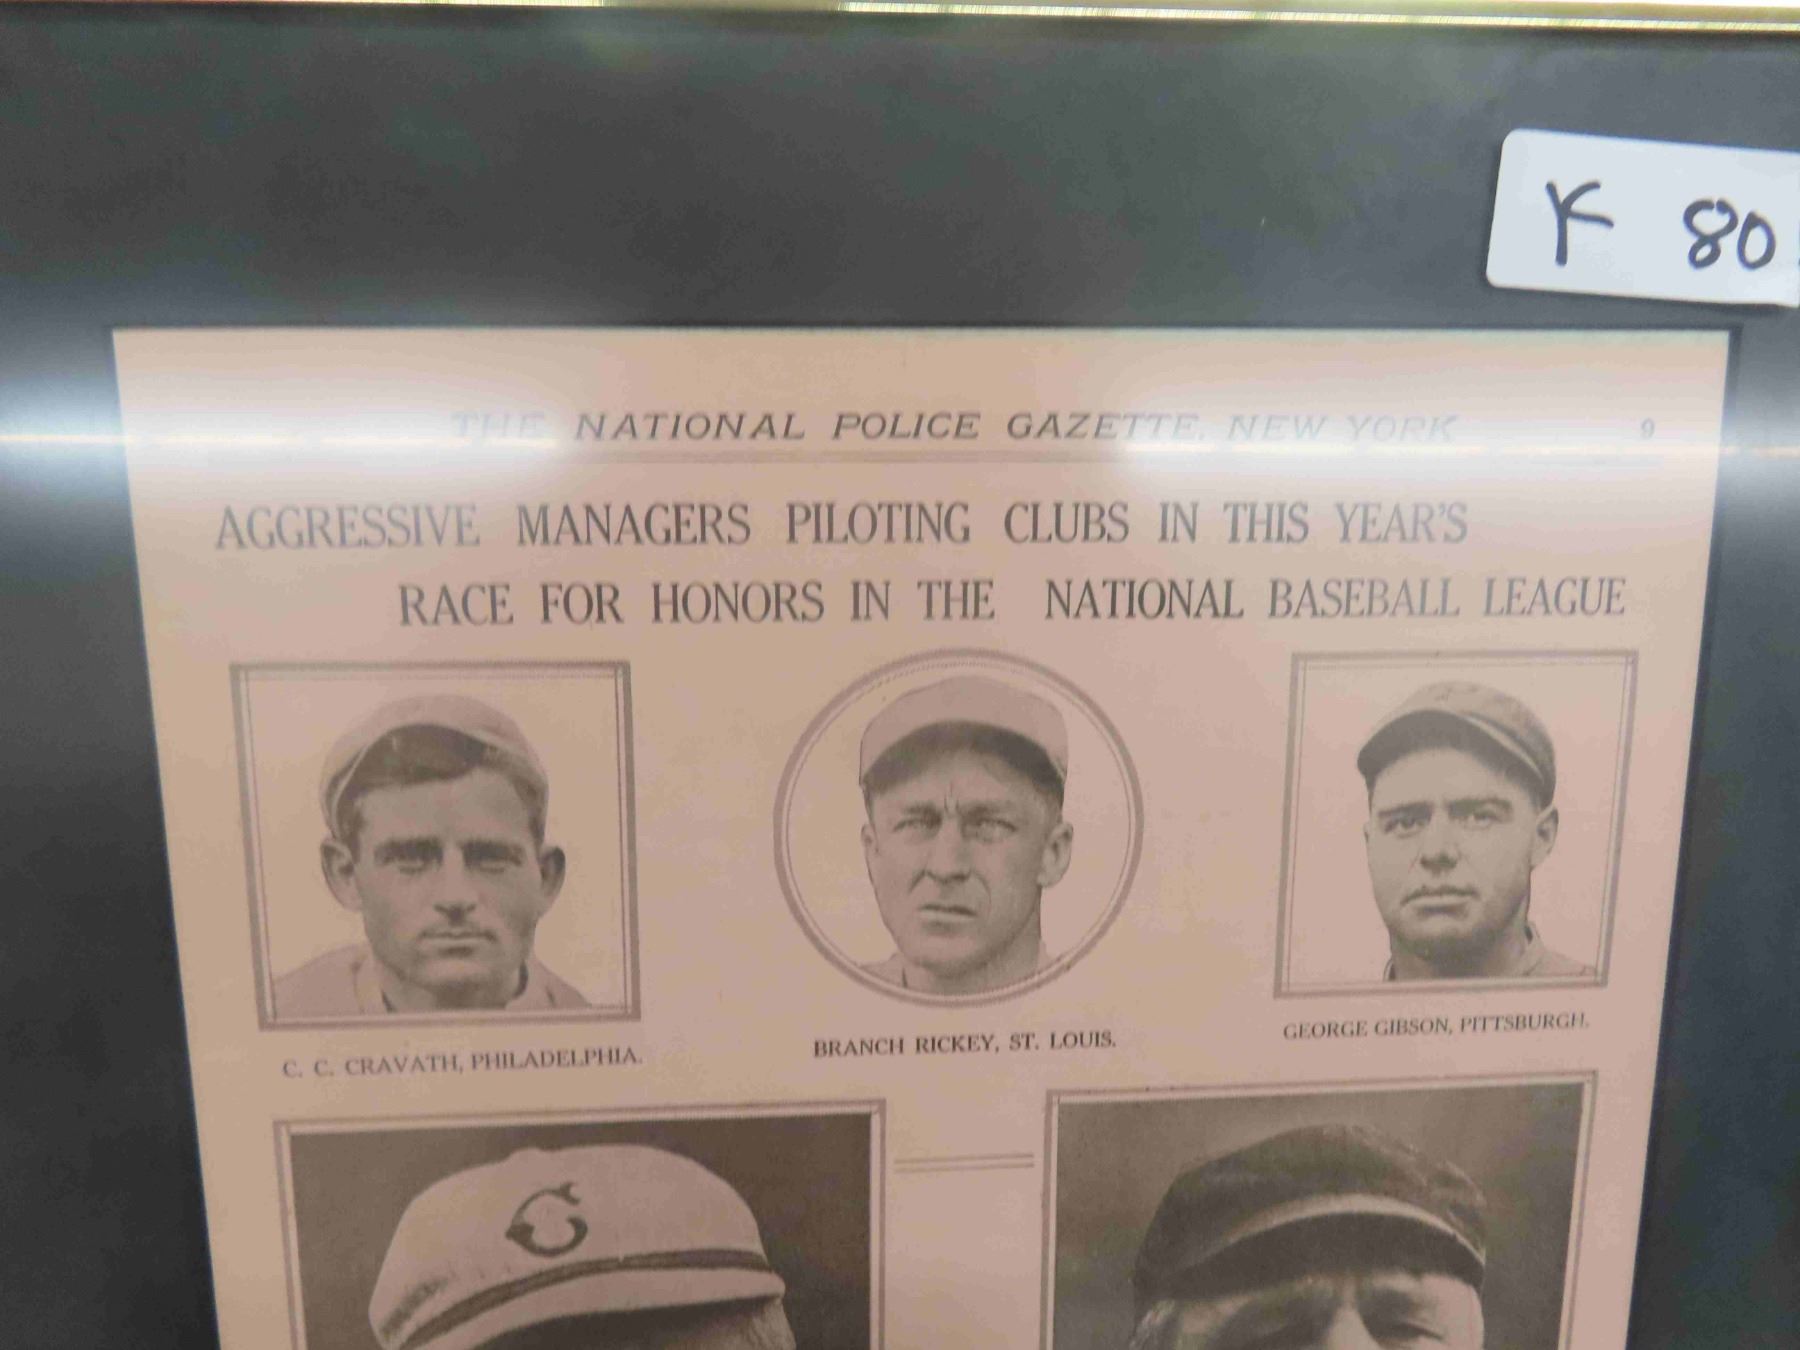 K 80
THE NATIONAL POLICE GAZETTE, NEW YORK 9
AGGRESSIVE MANAGERS PILOTING CLUBS IN THIS YEAR'S
RACE FOR HONORS IN THE NATIONAL BASEBALL LEAGUE
C. C. CRAVATH, PHILADELPHIA.
BRANCH RICKEY, ST. LOUIS.
GEORGE GIBSON, PITTSBURGH.
C